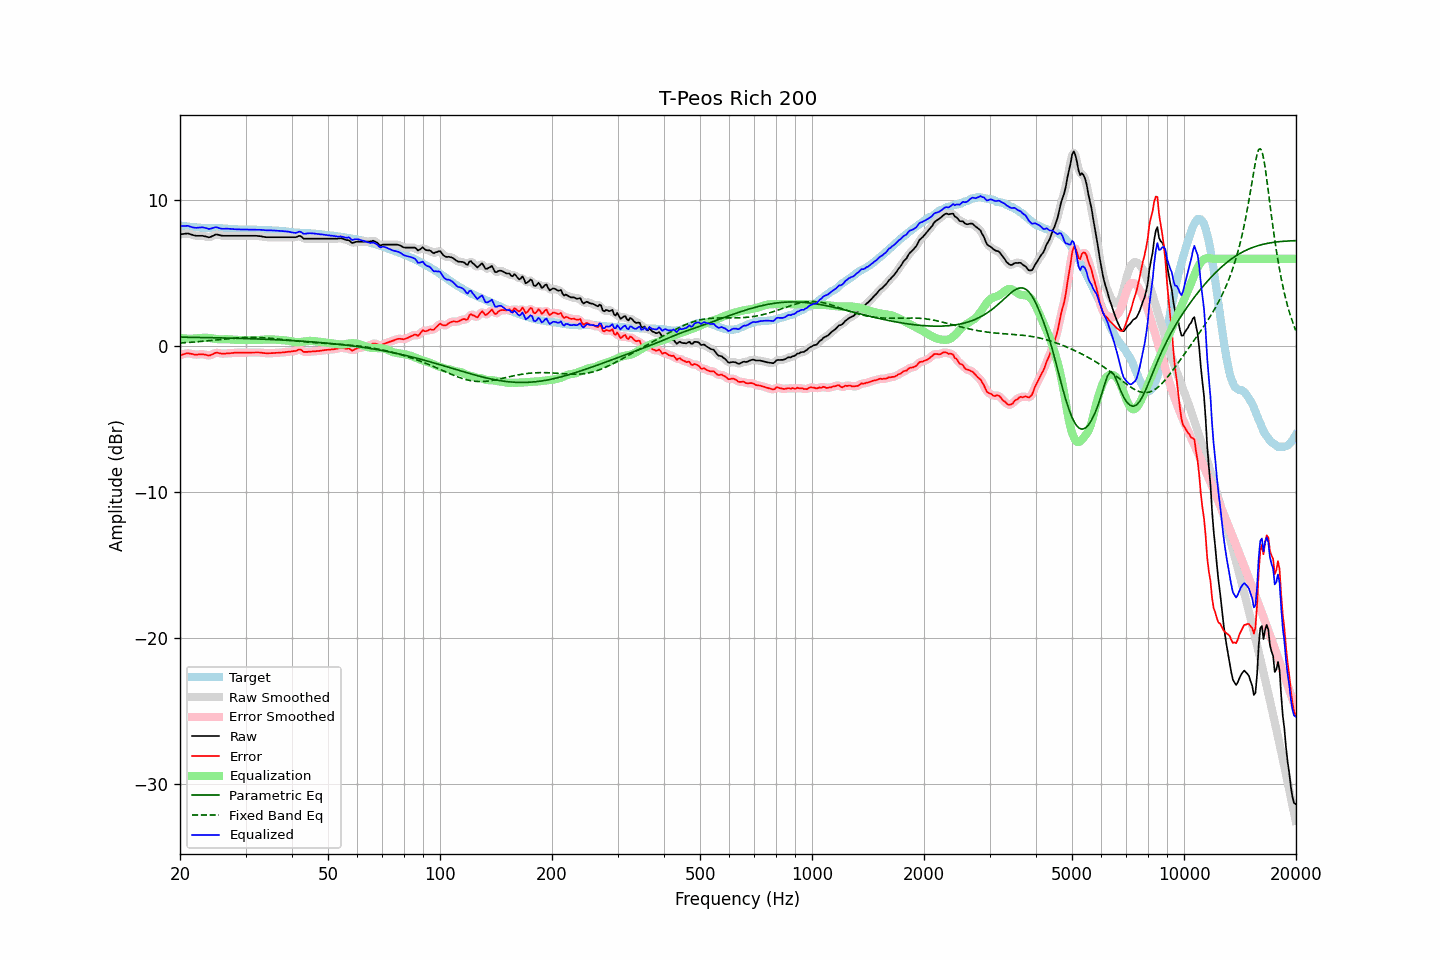 T-Peos Rich 200
Amplitude (dBr)
10
0
−10
−20
−30
Target
Raw Smoothed
Error Smoothed
Raw
Error
Equalization
Parametric Eq
Fixed Band Eq
Equalized
20 50 100 200 500 1000 2000 5000 10000 20000
Frequency (Hz)